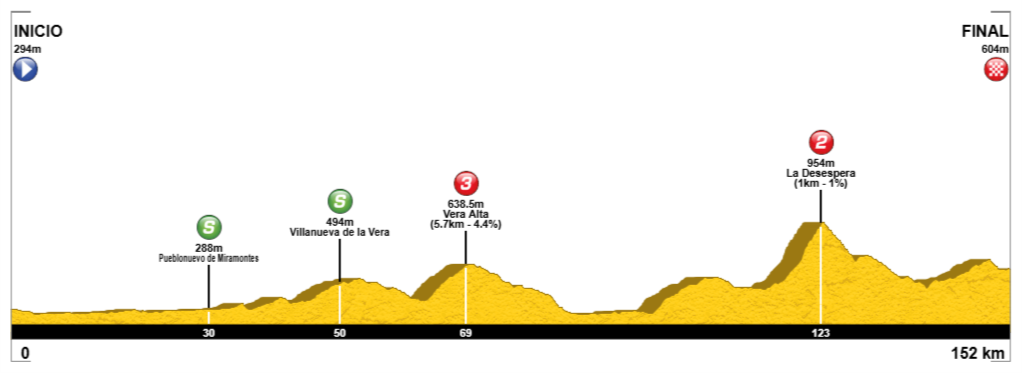 INICIO
294m
FINAL
604m
2
954m
La Desespera
(1km - 1%)
3
638.5m
Vera Alta
(5.7km - 4.4%)
S
494m
Villanueva de la Vera
S
288m
Pueblonuevo de Miramontes
30
50
69
123
0
152 km